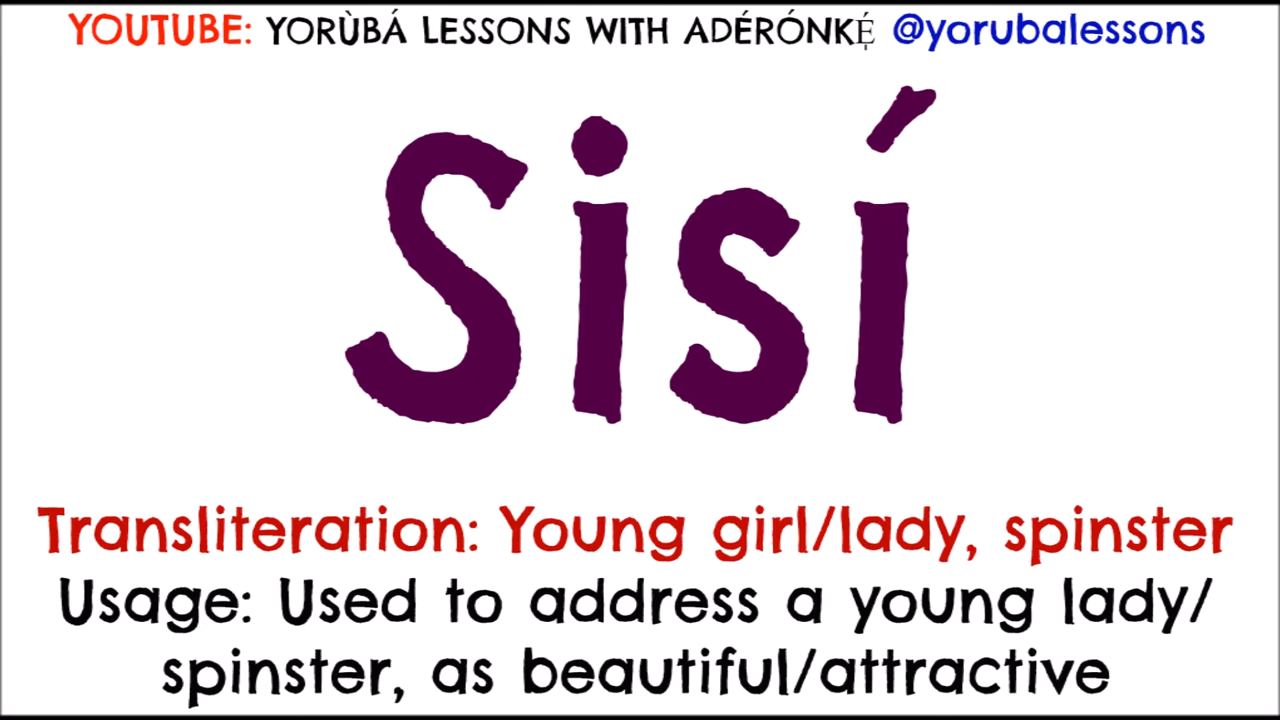 YOUTUBE: YORÙBÁ LESSONS WITH ADÉRÓNKẸ́ @yorubalessons
Sisí
Transliteration: Young girl/lady, spinster
Usage: Used to address a young lady/
spinster, as beautiful/attractive